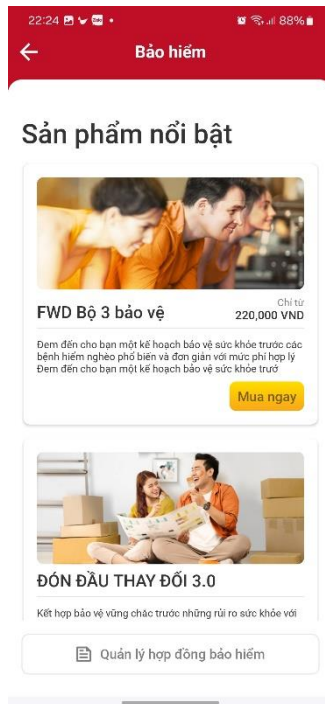 22:24
88%
Bảo hiểm
Sản phẩm nổi bật
FWD Bộ 3 bảo vệ
Chỉ từ
220,000 VND
Đem đến cho bạn một kế hoạch bảo vệ sức khỏe trước các
bệnh hiểm nghèo phổ biến và đơn giản với mức phí hợp lý
Đem đến cho bạn một kế hoạch bảo vệ sức khỏe trướ
Mua ngay
ĐÓN ĐẦU THAY ĐỔI 3.0
Kết hợp bảo vệ vững chắc trước những rủi ro sức khỏe với
Quản lý hợp đồng bảo hiểm